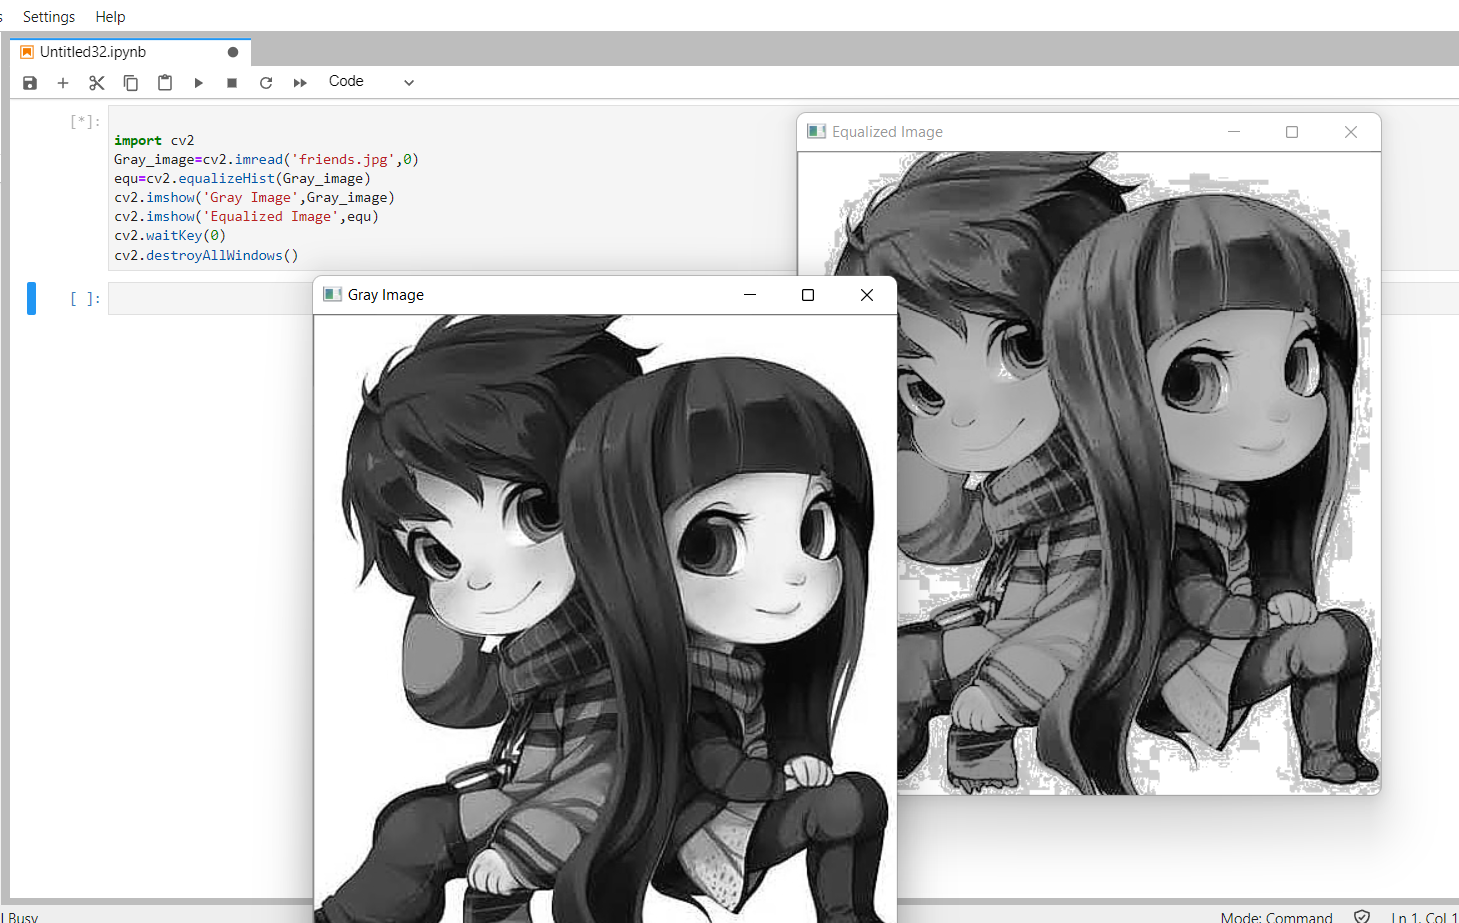 Settings Help
Untitled32.ipynb
Code
[*]:
import cv2
Gray_image=cv2.imread('friends.jpg',0)
equ=cv2.equalizeHist(Gray_image)
cv2.imshow('Gray Image',Gray_image)
cv2.imshow('Equalized Image',equ)
cv2.waitKey(0)
cv2.destroyAllWindows()
[ ]:
Equalized Image
Gray Image
Busy
Mode: Command Ln 1, Col 1